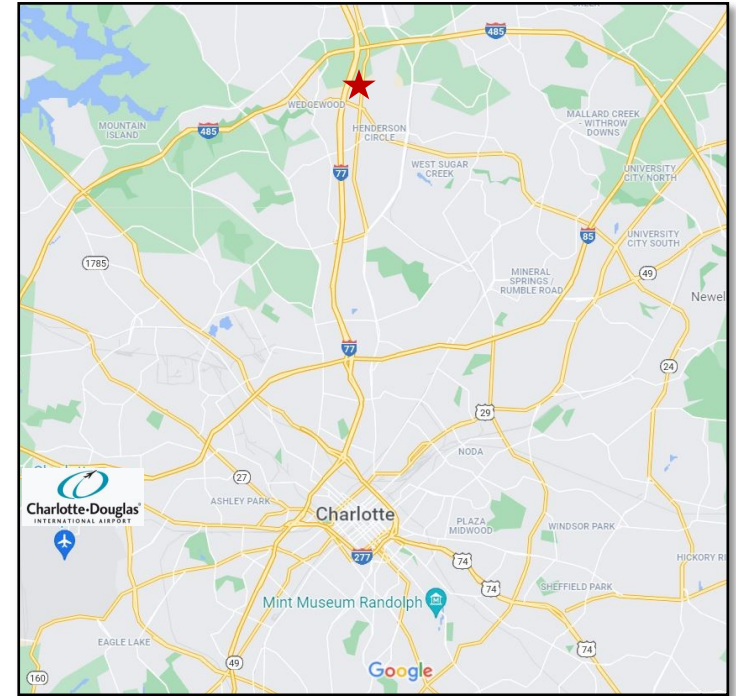 485
WEDGEWOOD
MOUNTAIN
ISLAND
485
HENDERSON
CIRCLE
MALLARD CREEK
- WITHROW
DOWNS
77
WEST SUGAR
CREEK
UNIVERSITY
CITY NORTH
85
UNIVERSITY
CITY SOUTH
1785
MINERAL
SPRINGS /
RUMBLE ROAD
49
Newel
77
24
29
NODA
27
Charlotte-Douglas
INTERNATIONAL AIRPORT
ASHLEY PARK
Charlotte
PLAZA
MIDWOOD
WINDSOR PARK
277
74
HICKORY RI
74
SHEFFIELD PARK
Mint Museum Randolph
EAGLE LAKE
74
49
160
Google